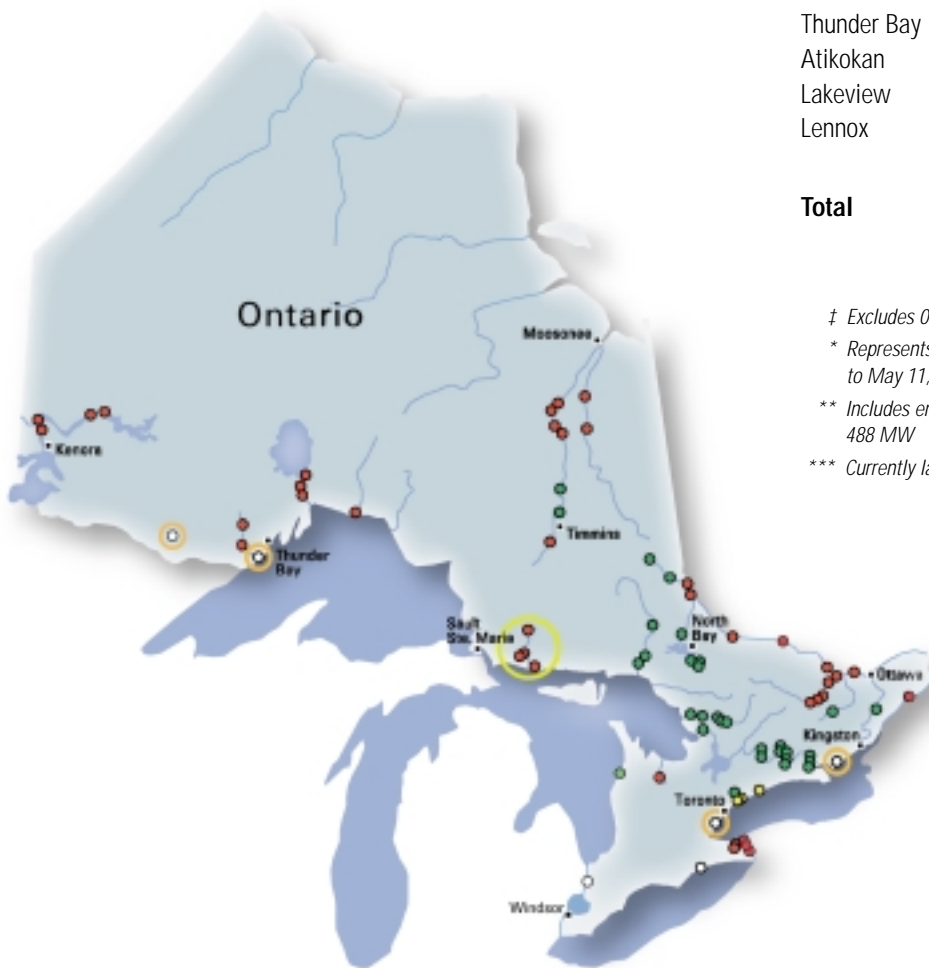 Thunder Bay
Atikokan
Lakeview
Lennox
Total
‡ Excludes 0
* Represents
to May 11,
** Includes en
488 MW
*** Currently la
Ontario
Moosonee
Kenora
Timmins
Thunder
Bay
Sault
Ste. Marie
North
Bay
Ottawa
Kingston
Toronto
Windsor